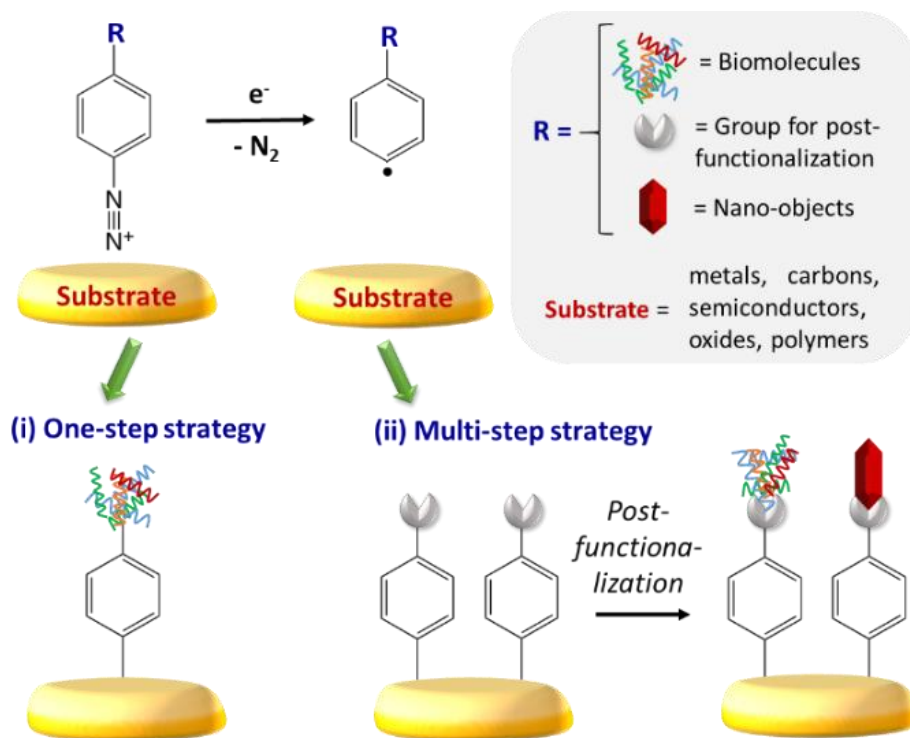 R
N
N+
e-
- N2
R
R =
= Biomolecules
= Group for post-
functionalization
= Nano-objects
Substrate =
metals, carbons,
semiconductors,
oxides, polymers
Substrate
Substrate
(i) One-step strategy
(ii) Multi-step strategy
Post-
functiona-
lization